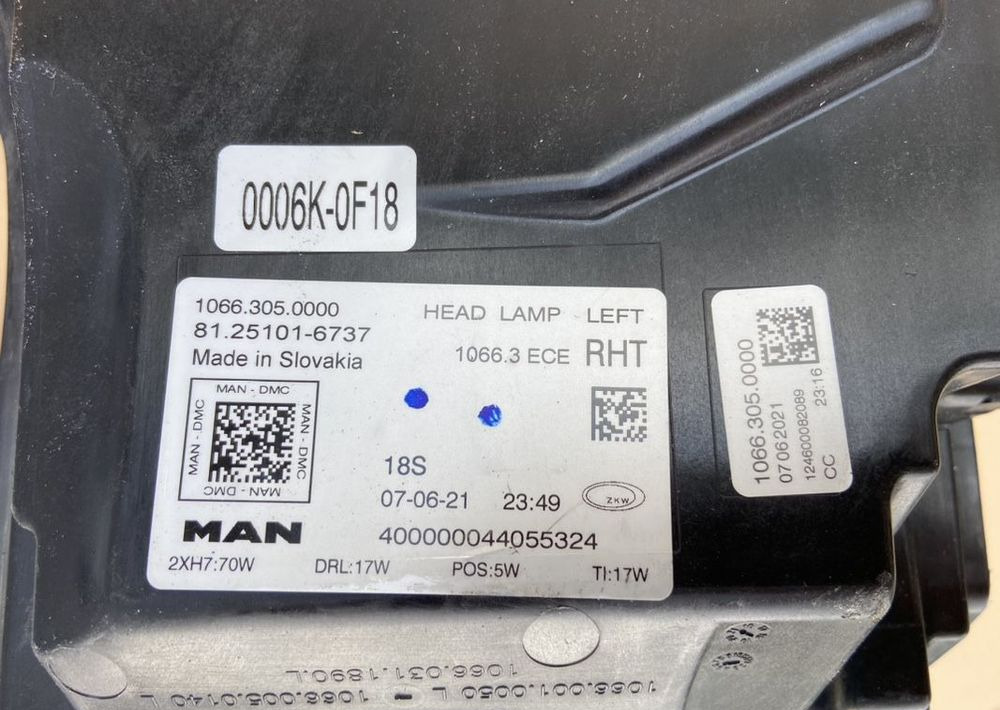 0006K-0F18
1066.305.0000
81.25101-6737
Made in Slovakia
HEAD LAMP LEFT
1066.3 ECE RHT
MAN - DMC
MAN - DMC
MAN - DMC
MAN - DMC
18S
07-06-21 23:49
ZKW
MAN
400000044055324
2XH7:70W DRL:17W POS:5W TI:17W
1066.305.0000
07062021
124600082089 23:16
CC
1066.031.1890.L
1066.001.0050 L - 1066.005.0140 L